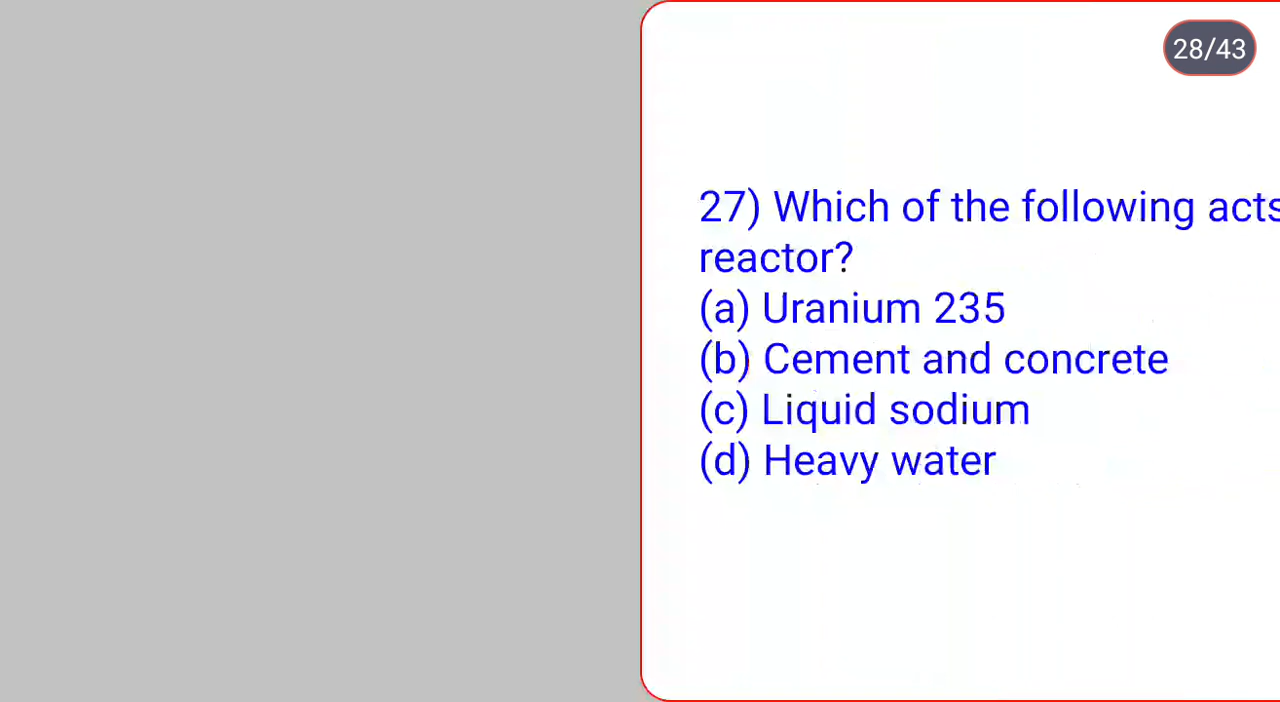 28/43
27) Which of the following acts
reactor?
(a) Uranium 235
(b) Cement and concrete
(c) Liquid sodium
(d) Heavy water